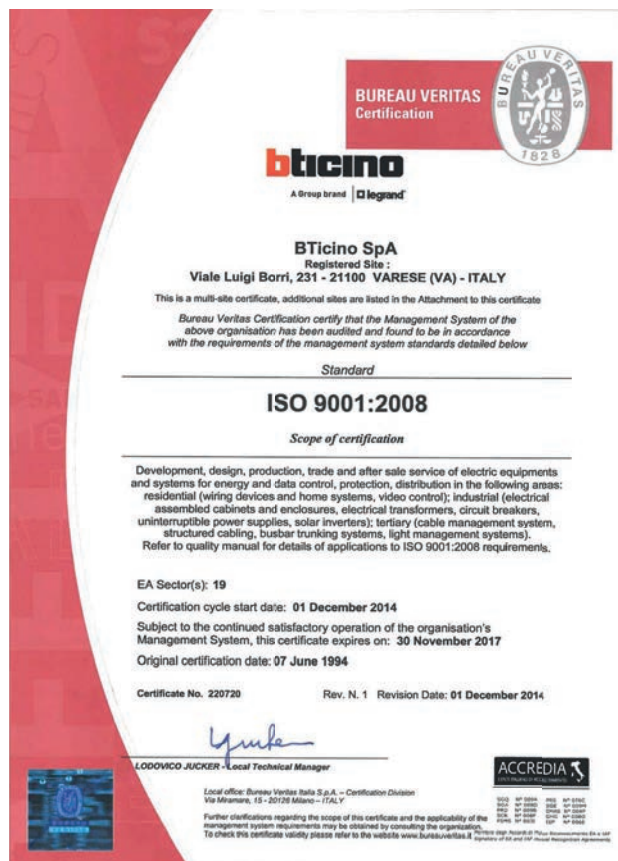 BUREAU VERITAS
Certification
BUREAU VERITAS
1828
bticino
A Group brand legrand
BTicino SpA
Registered Site :
Viale Luigi Borri, 231 - 21100 VARESE (VA) - ITALY
This is a multi-site certificate, additional sites are listed in the Attachment to this certificate
Bureau Veritas Certification certify that the Management System of the
above organisation has been audited and found to be in accordance
with the requirements of the management system standards detailed below
Standard
ISO 9001:2008
Scope of certification
Development, design, production, trade and after sale service of electric equipments
and systems for energy and data control, protection, distribution in the following areas:
residential (wiring devices and home systems, video control); industrial (electrical
assembled cabinets and enclosures, electrical transformers, circuit breakers,
uninterruptible power supplies, solar inverters); tertiary (cable management system,
structured cabling, busbar trunking systems, light management systems).
Refer to quality manual for details of applications to ISO 9001:2008 requirements.
EA Sector(s): 19
Certification cycle start date: 01 December 2014
Subject to the continued satisfactory operation of the organisation's
Management System, this certificate expires on: 30 November 2017
Original certification date: 07 June 1994
Certificate No. 220720 Rev. N. 1 Revision Date: 01 December 2014
LODOVICO JUCKER - Local Technical Manager
Local office: Bureau Veritas Italia S.p.A. – Certification Division
Via Miramare, 15 - 20126 Milano – ITALY
Further clarifications regarding the scope of this certificate and the applicability of the
management system requirements may be obtained by consulting the organization.
To check this certificate validity please refer to the website www.bureauveritas.it
ACCREDIA